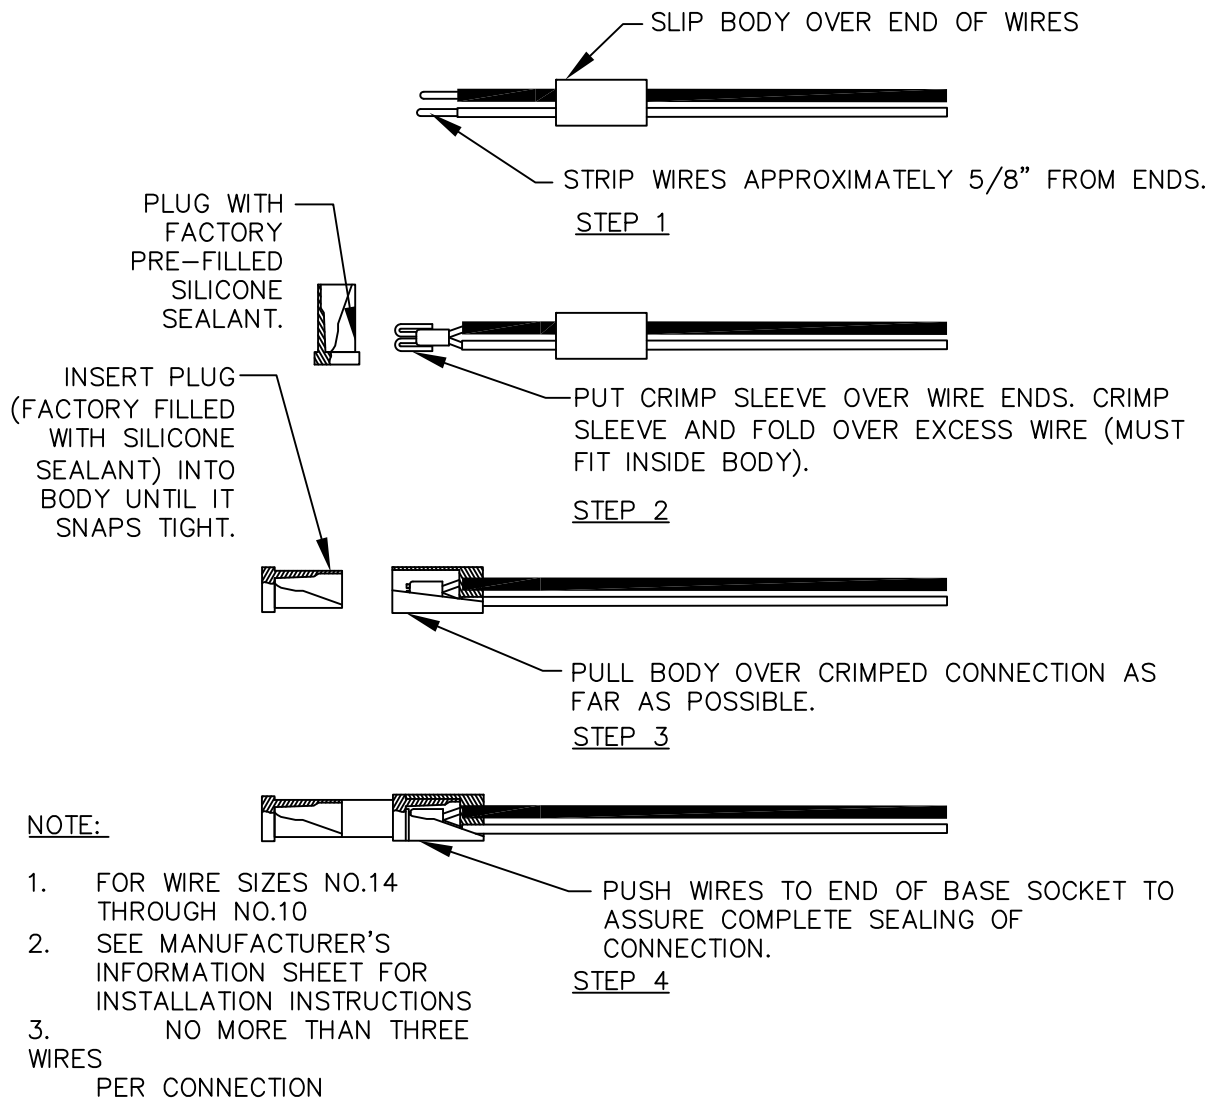 SLIP BODY OVER END OF WIRES
STRIP WIRES APPROXIMATELY 5/8" FROM ENDS.
STEP 1
PLUG WITH
FACTORY
PRE-FILLED
SILICONE
SEALANT.
PUT CRIMP SLEEVE OVER WIRE ENDS. CRIMP
SLEEVE AND FOLD OVER EXCESS WIRE (MUST
FIT INSIDE BODY).
STEP 2
INSERT PLUG
(FACTORY FILLED
WITH SILICONE
SEALANT) INTO
BODY UNTIL IT
SNAPS TIGHT.
PULL BODY OVER CRIMPED CONNECTION AS
FAR AS POSSIBLE.
STEP 3
PUSH WIRES TO END OF BASE SOCKET TO
ASSURE COMPLETE SEALING OF
CONNECTION.
STEP 4
NOTE:
1. FOR WIRE SIZES NO.14
THROUGH NO.10
2. SEE MANUFACTURER'S
INFORMATION SHEET FOR
INSTALLATION INSTRUCTIONS
3. NO MORE THAN THREE
WIRES
PER CONNECTION